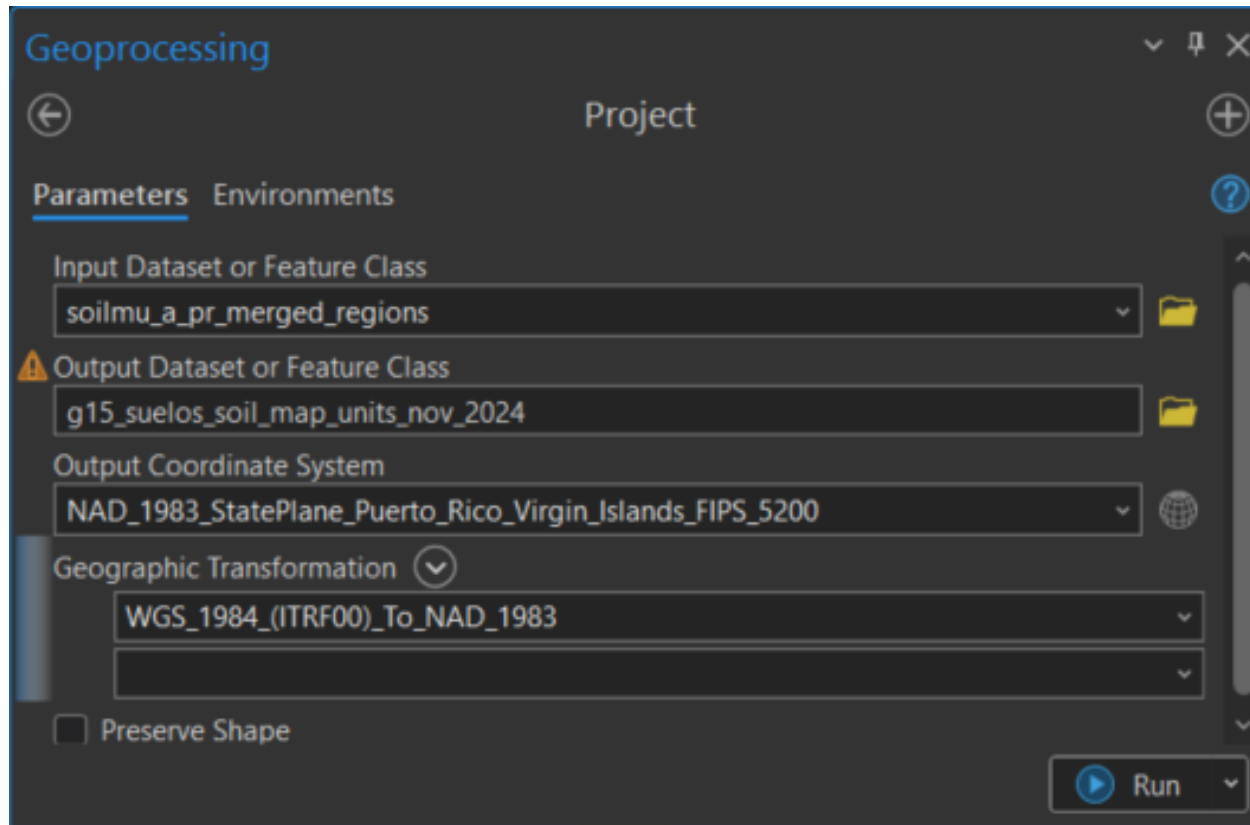 Geoprocessing
Project
Parameters Environments
Input Dataset or Feature Class
soilmu_a_pr_merged_regions
Output Dataset or Feature Class
g15_suelos_soil_map_units_nov_2024
Output Coordinate System
NAD_1983_StatePlane_Puerto_Rico_Virgin_Islands_FIPS_5200
Geographic Transformation
WGS_1984_(ITRF00)_To_NAD_1983
Preserve Shape
Run